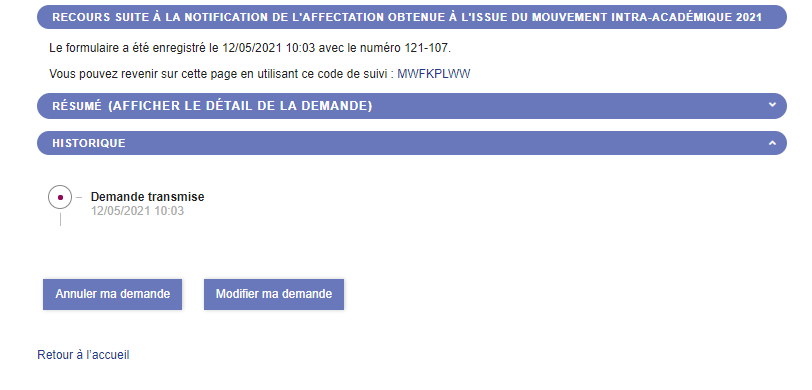 RECOURS SUITE À LA NOTIFICATION DE L'AFFECTATION OBTENUE À L'ISSUE DU MOUVEMENT INTRA-ACADÉMIQUE 2021
Le formulaire a été enregistré le 12/05/2021 10:03 avec le numéro 121-107.
Vous pouvez revenir sur cette page en utilisant ce code de suivi : MWFKPLWW
RÉSUMÉ (AFFICHER LE DÉTAIL DE LA DEMANDE)
HISTORIQUE
Demande transmise
12/05/2021 10:03
Annuler ma demande
Modifier ma demande
Retour à l'accueil